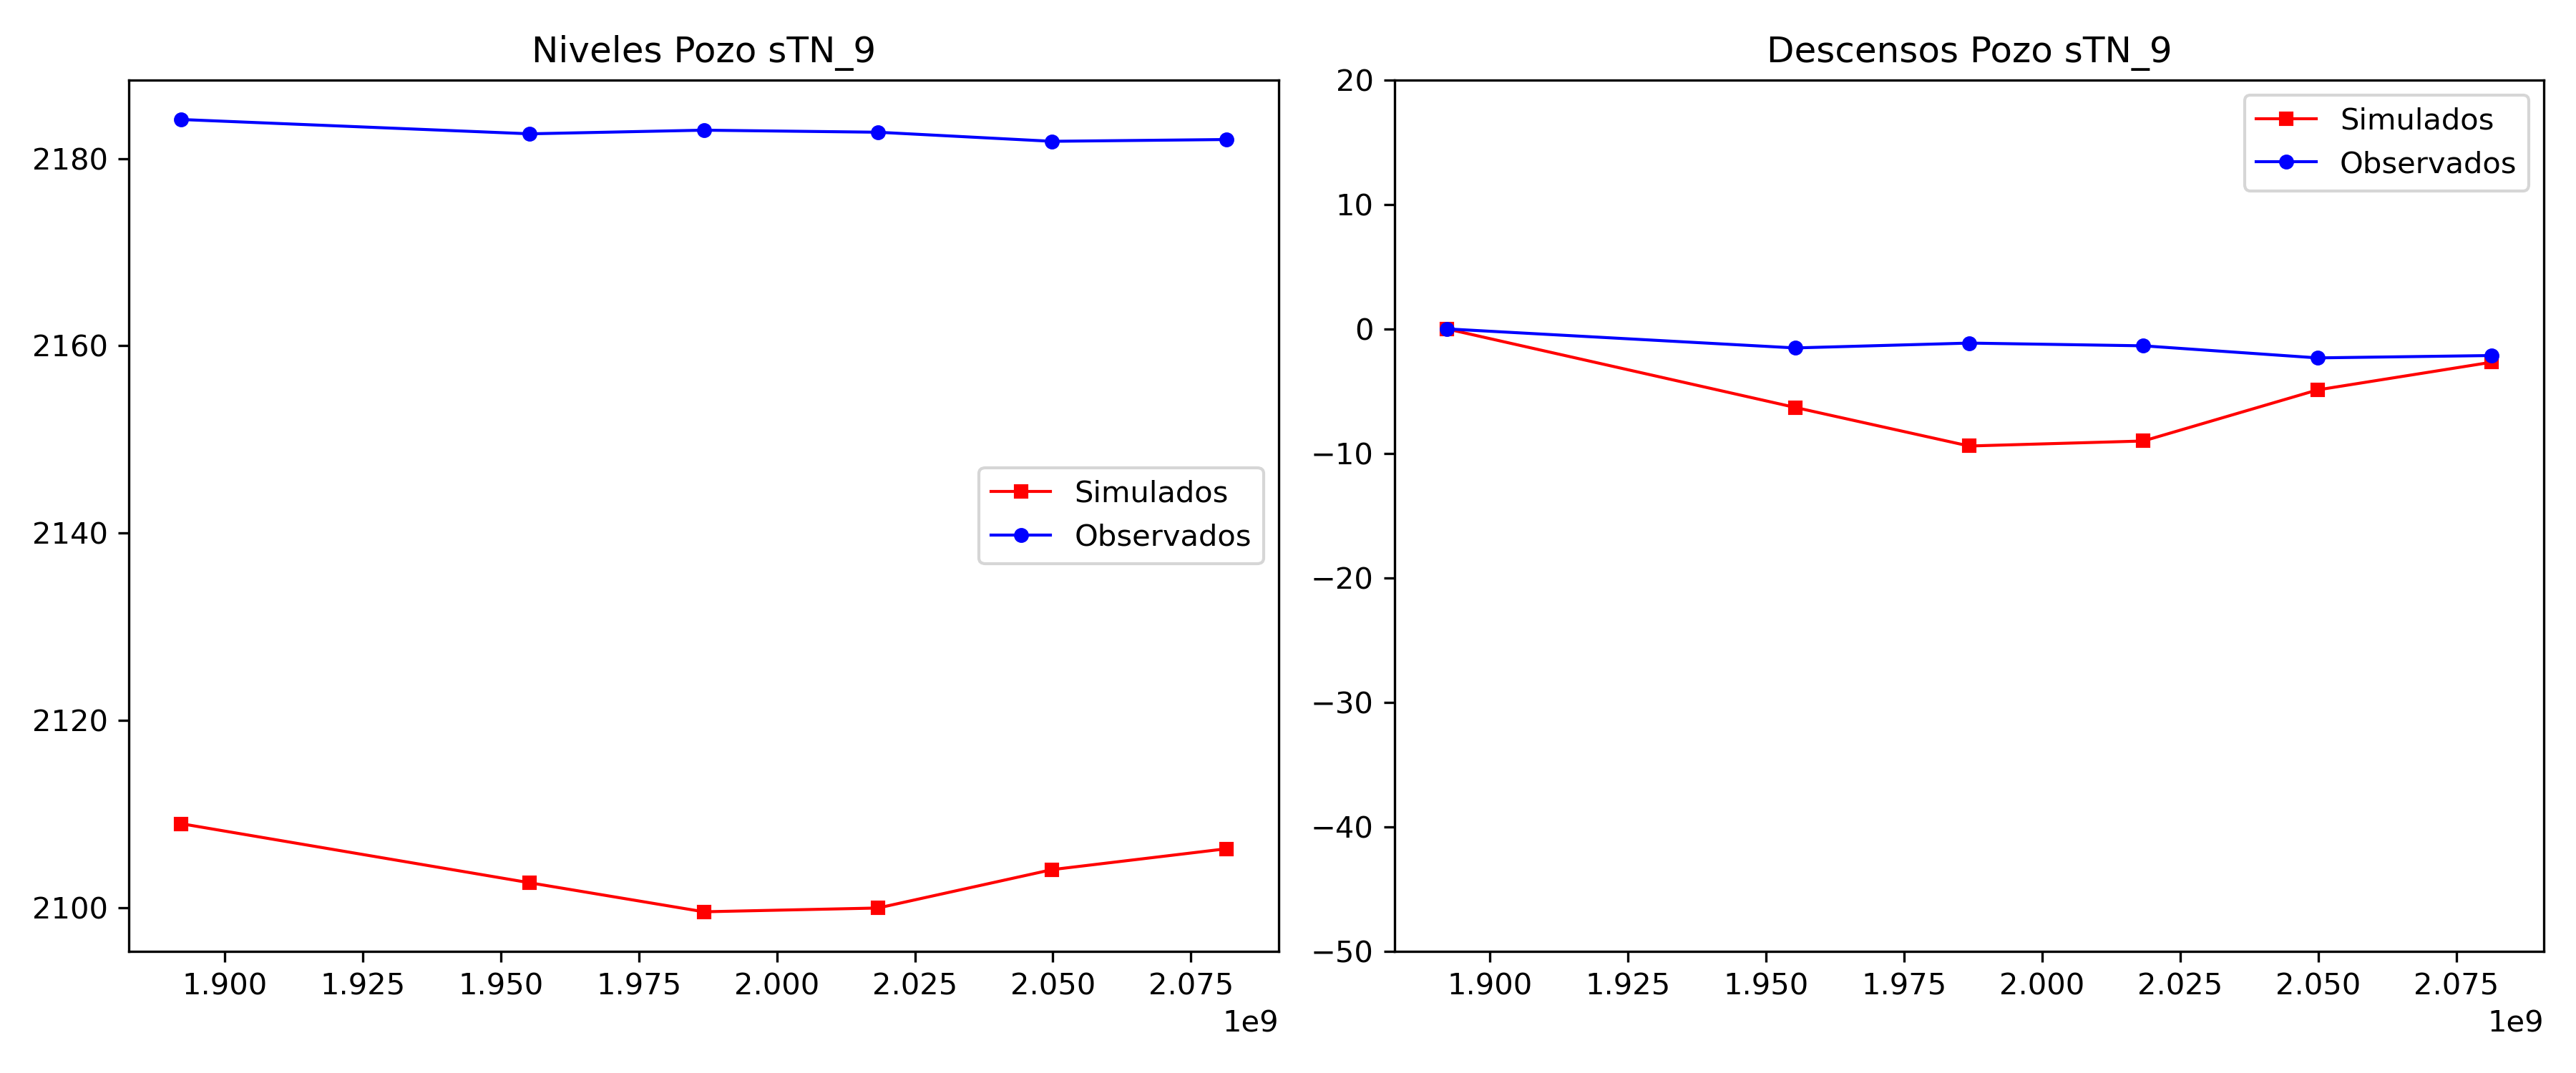 Niveles Pozo sTN_9
2180
2160
2140
2120
2100
Simulados
Observados
1.900 1.925 1.950 1.975 2.000 2.025 2.050 2.075
1e9
Descensos Pozo sTN_9
20
10
0
−10
−20
−30
−40
−50
Simulados
Observados
1.900 1.925 1.950 1.975 2.000 2.025 2.050 2.075
1e9